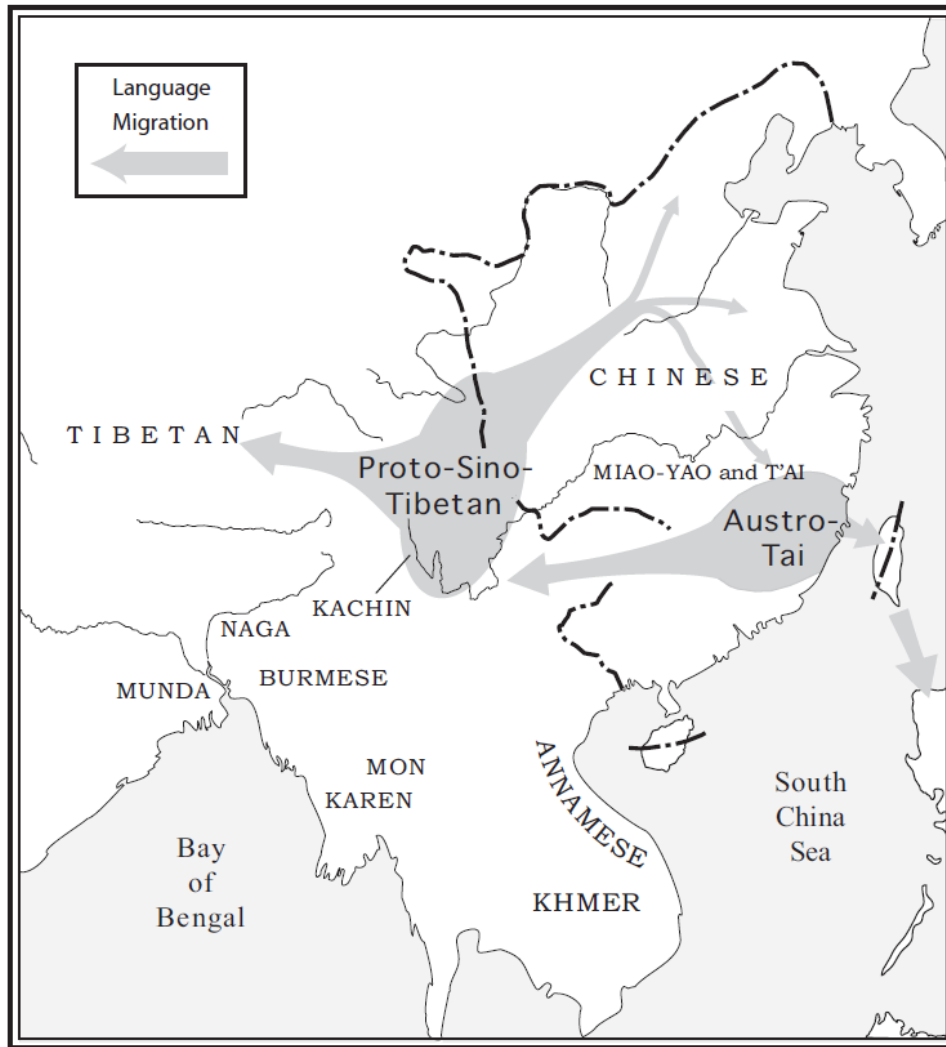 Language
Migration
CHINESE
TIBETAN
Proto-Sino-
Tibetan
MIAO-YAO and T'AI
Austro-
Tai
KACHIN
NAGA
BURMESE
MUNDA
MON
KAREN
ANNAMESE
South
China
Sea
Bay
of
Bengal
KHMER